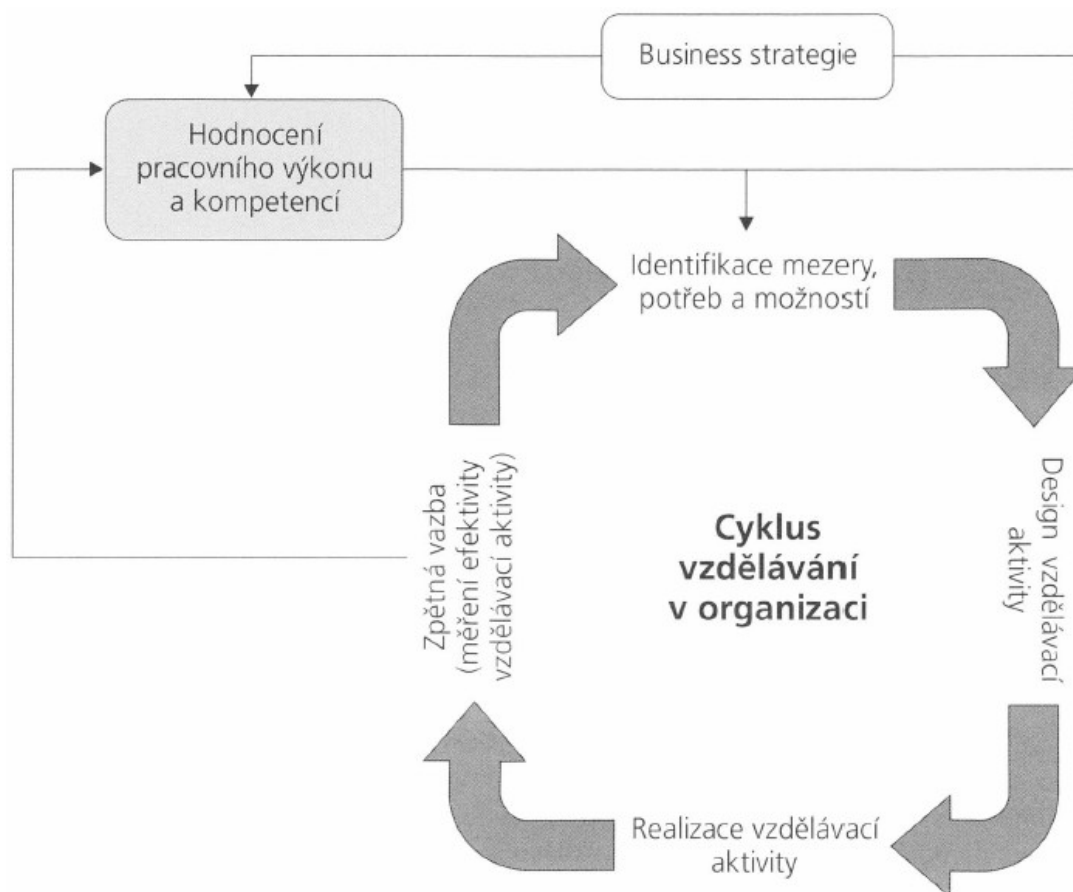 Business strategie
Hodnocení
pracovního výkonu
a kompetencí
Identifikace mezery,
potřeb a možností
Design vzdělávací
aktivity
Cyklus
vzdělávání
v organizaci
Zpětná vazba
(měření efektivity
vzdělávací aktivity)
Realizace vzdělávací
aktivity